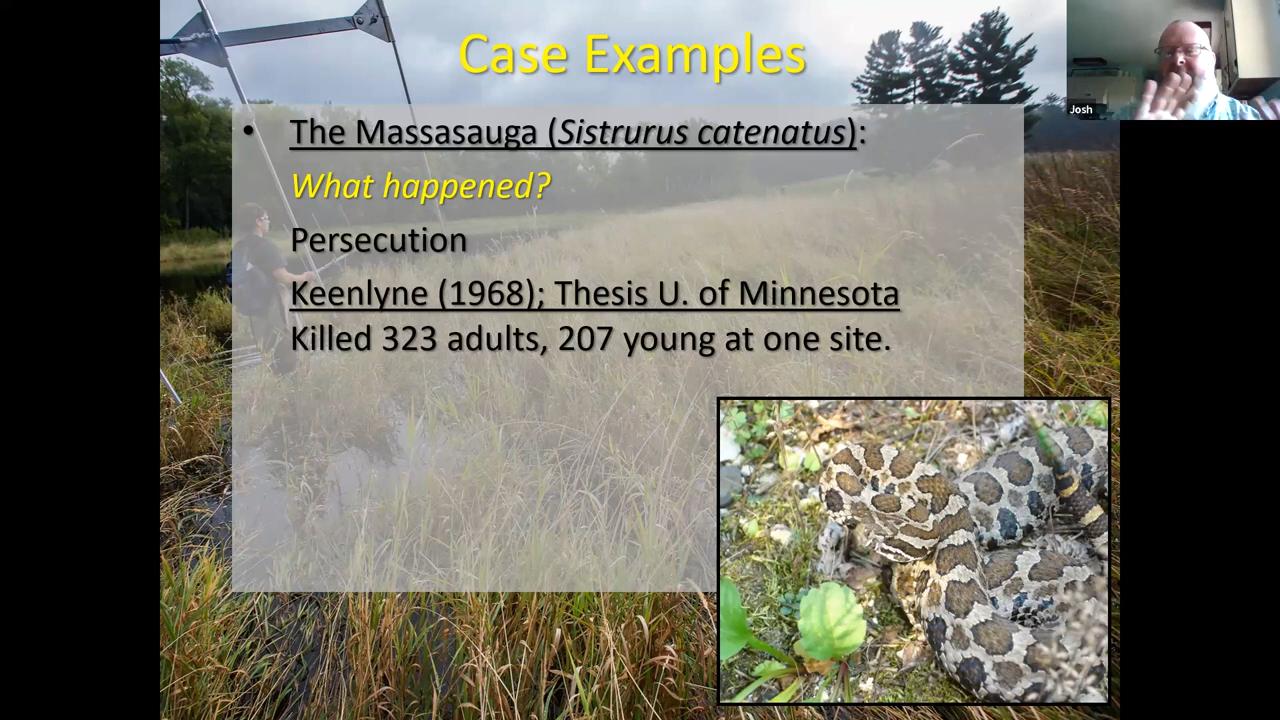 Case Examples
Josh
• The Massasauga (Sistrurus catenatus):
What happened?
Persecution
Keenlyne (1968); Thesis U. of Minnesota
Killed 323 adults, 207 young at one site.